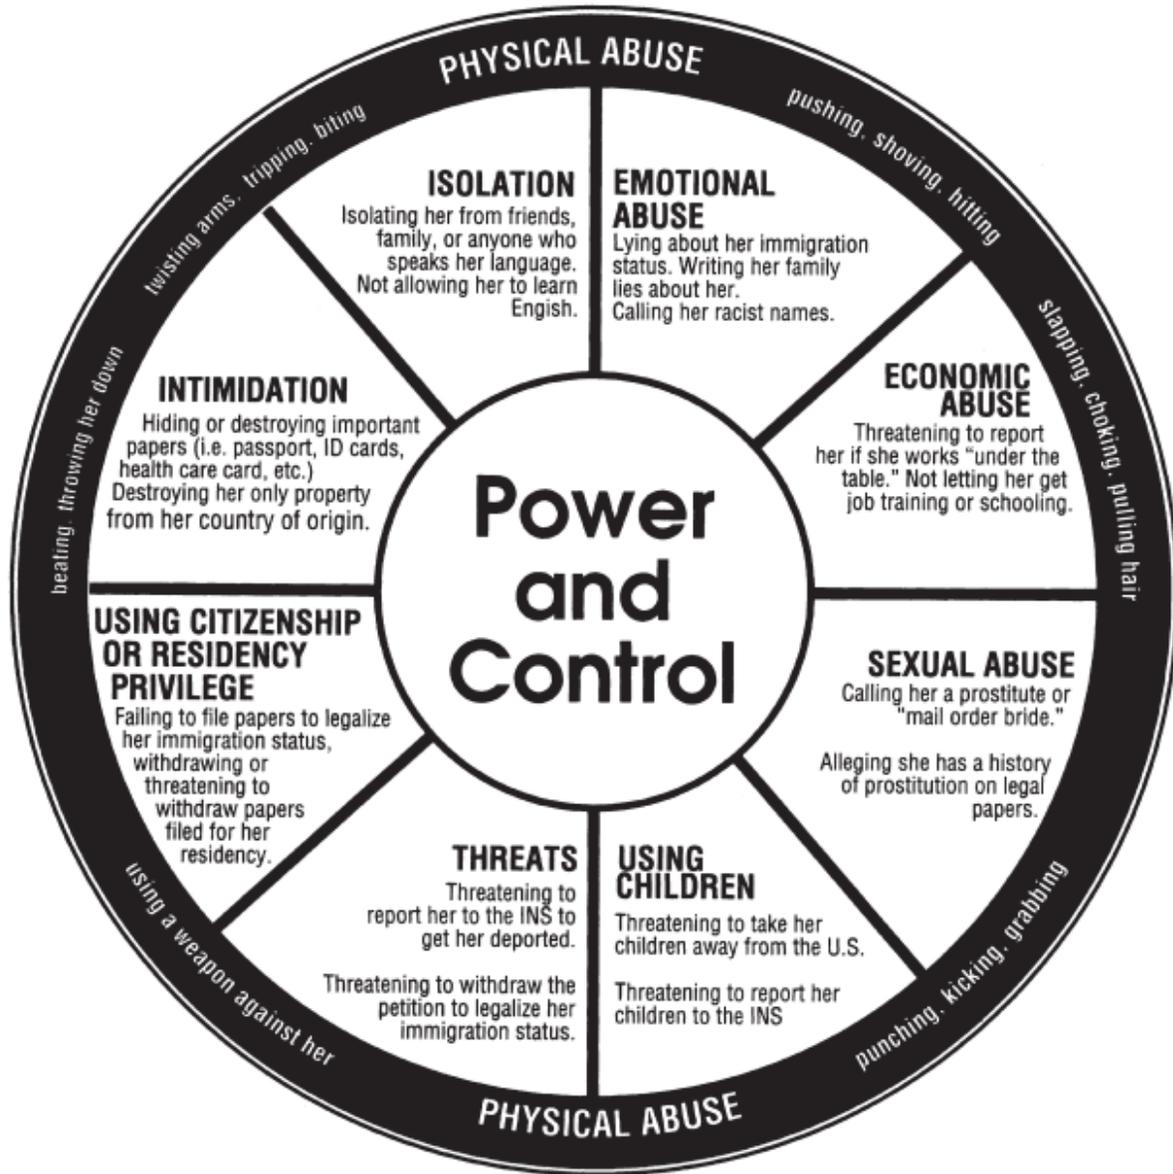 PHYSICAL ABUSE
twisting arms, tripping, biting
pushing, shoving, hitting
slapping, choking, pulling hair
beating, throwing her down
ISOLATION
Isolating her from friends,
family, or anyone who
speaks her language.
Not allowing her to learn
Engish.
EMOTIONAL
ABUSE
Lying about her immigration
status. Writing her family
lies about her.
Calling her racist names.
INTIMIDATION
Hiding or destroying important
papers (i.e. passport, ID cards,
health care card, etc.)
Destroying her only property
from her country of origin.
ECONOMIC
ABUSE
Threatening to report
her if she works "under the
table." Not letting her get
job training or schooling.
Power
and
Control
USING CITIZENSHIP
OR RESIDENCY
PRIVILEGE
Failing to file papers to legalize
her immigration status,
withdrawing or
threatening to
withdraw papers
filed for her
residency.
SEXUAL ABUSE
Calling her a prostitute or
"mail order bride."
Alleging she has a history
of prostitution on legal
papers.
THREATS
Threatening to
report her to the INS to
get her deported.
Threatening to withdraw the
petition to legalize her
immigration status.
USING
CHILDREN
Threatening to take her
children away from the U.S.
Threatening to report her
children to the INS
using a weapon against her
punching, kicking, grabbing
PHYSICAL ABUSE